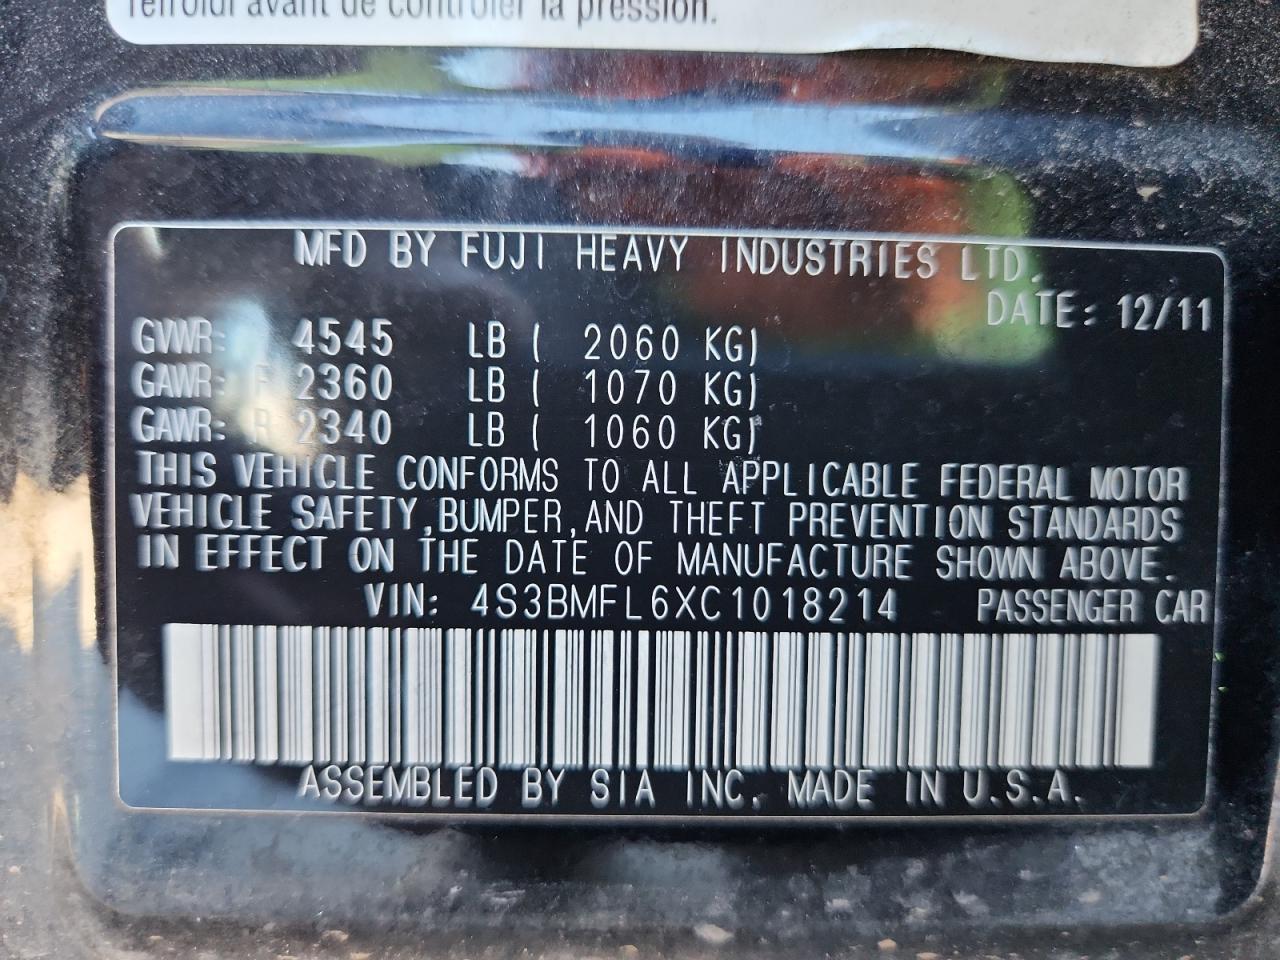 refroidi avant de contrôler la pression.
MFD BY FUJI HEAVY INDUSTRIES LTD.
DATE: 12/11
GVWR: 4545 LB ( 2060 KG)
GAWR: F 2360 LB ( 1070 KG)
GAWR: R 2340 LB ( 1060 KG)
THIS VEHICLE CONFORMS TO ALL APPLICABLE FEDERAL MOTOR
VEHICLE SAFETY, BUMPER, AND THEFT PREVENTION STANDARDS
IN EFFECT ON THE DATE OF MANUFACTURE SHOWN ABOVE.
VIN: 4S3BMFL6XC1018214 PASSENGER CAR
ASSEMBLED BY SIA INC. MADE IN U.S.A.